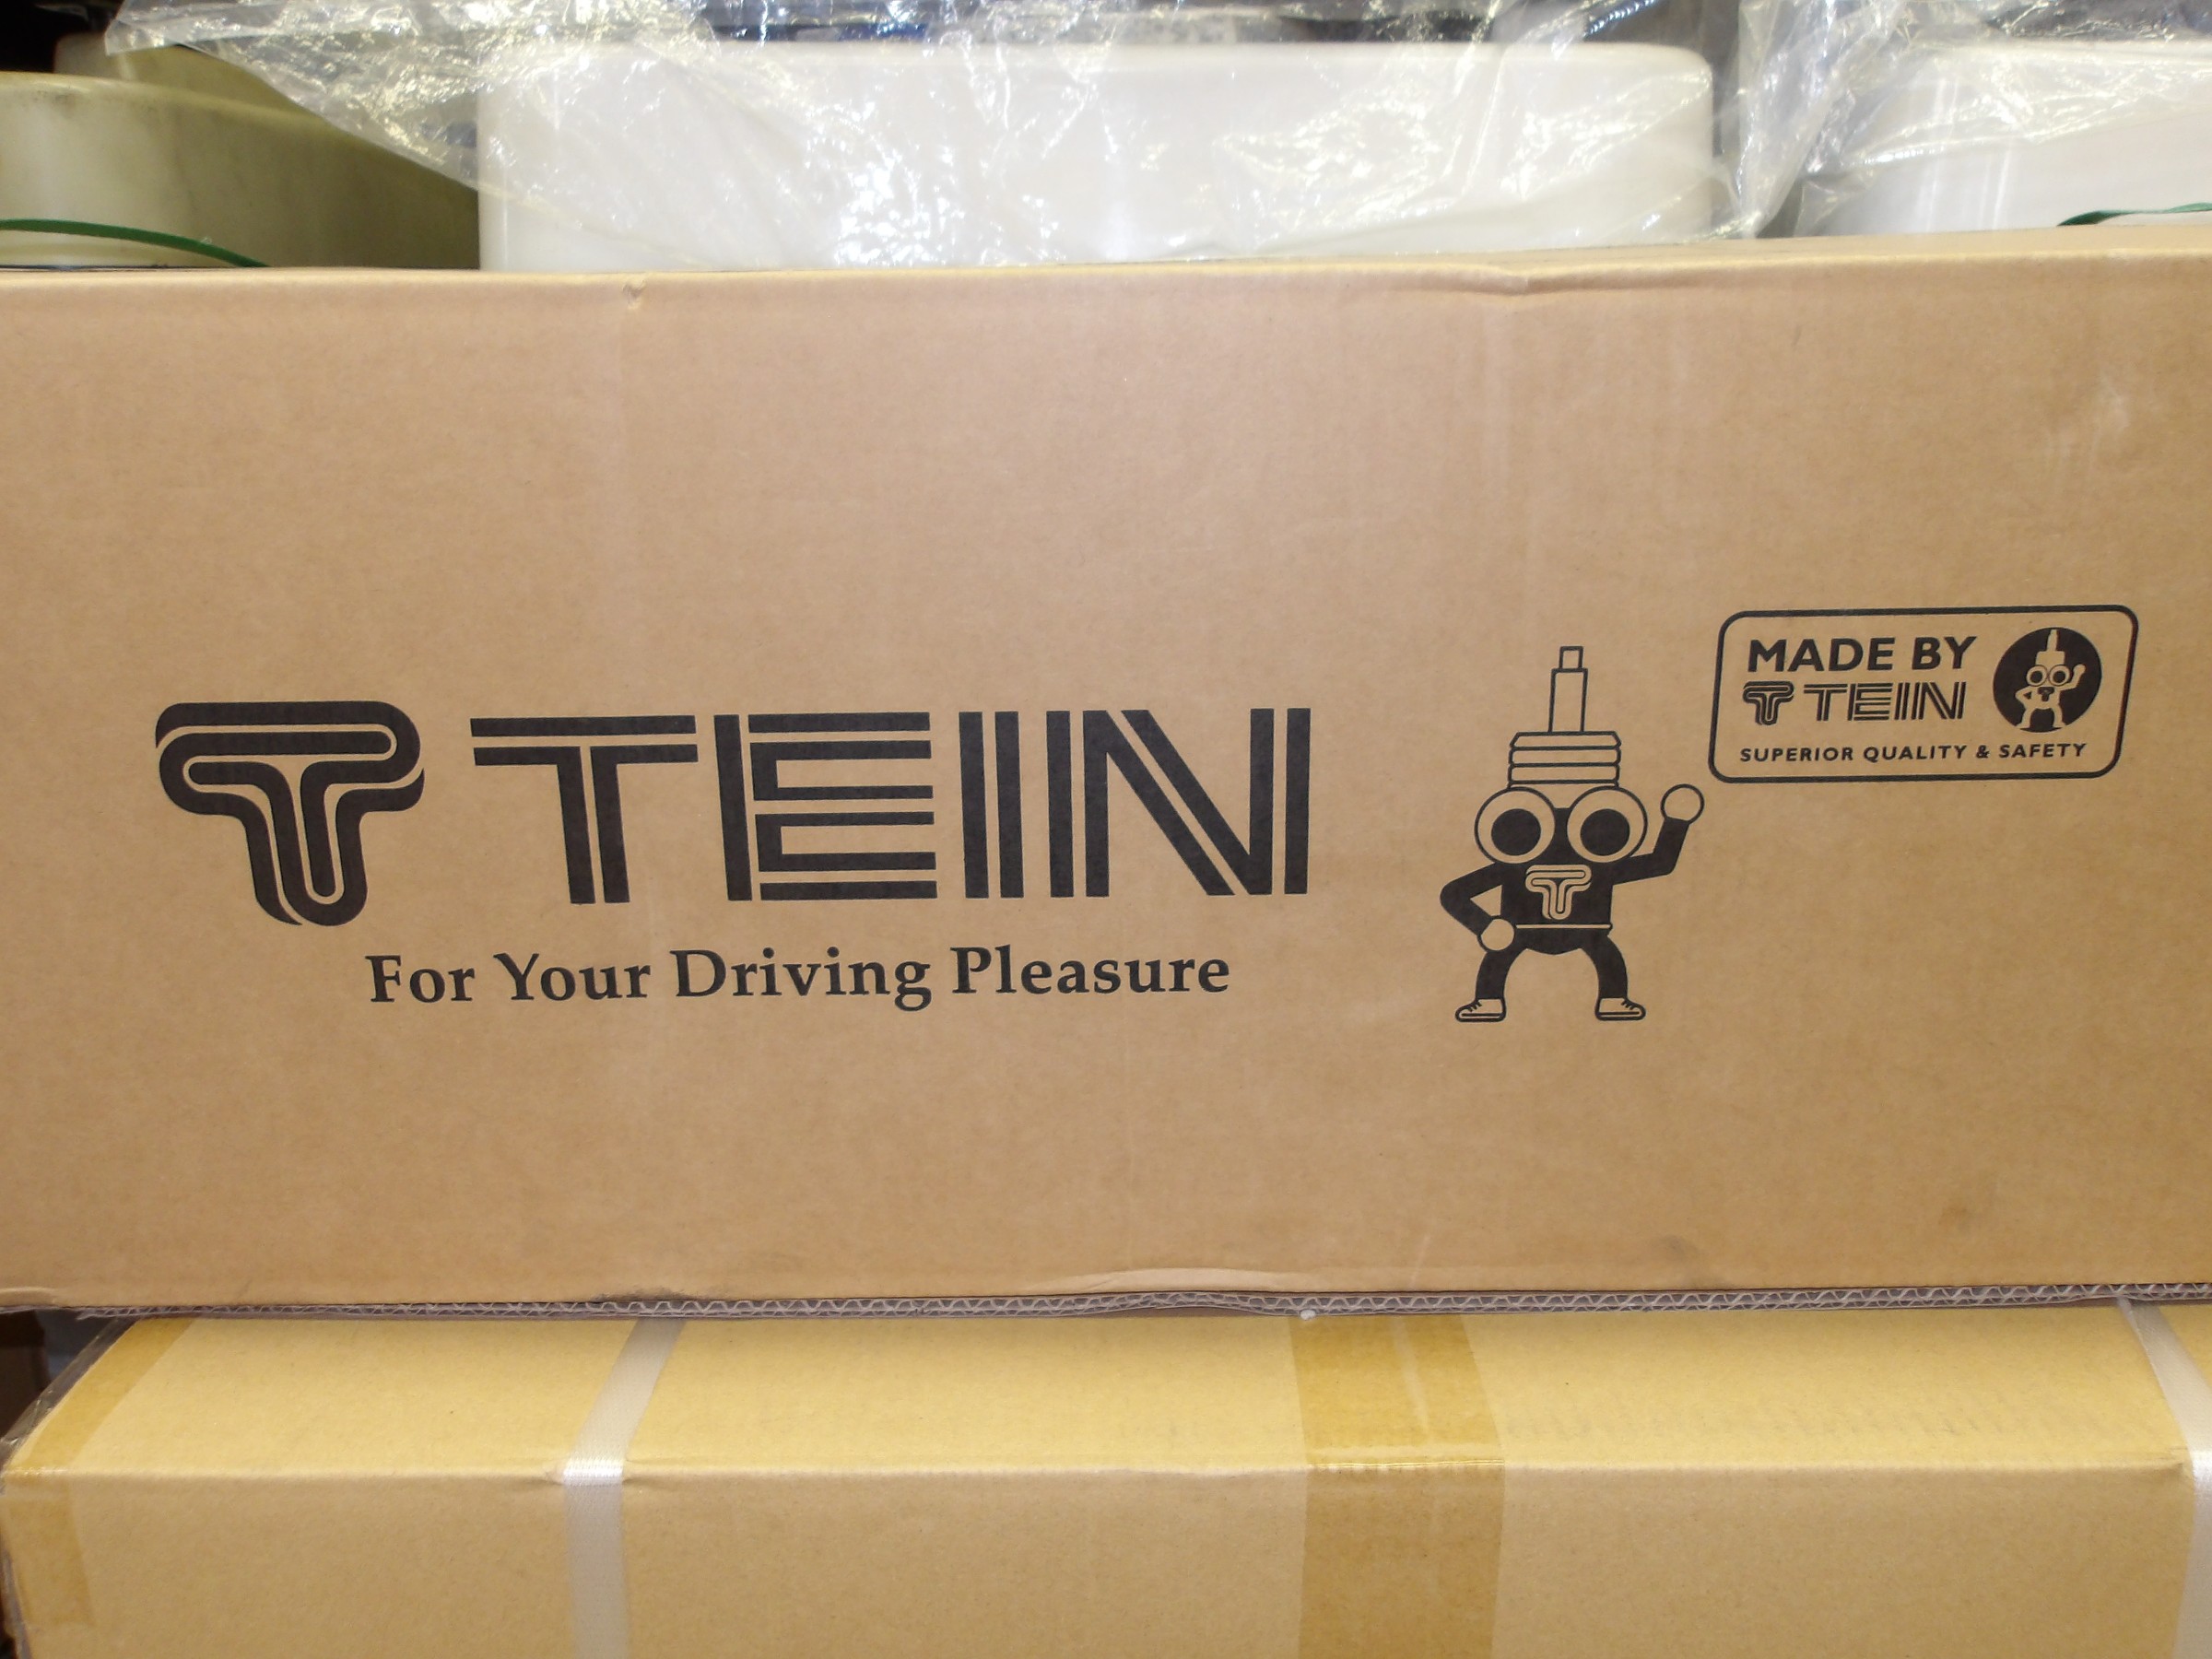 T TEIN
For Your Driving Pleasure
T
MADE BY
T TEIN
SUPERIOR QUALITY & SAFETY